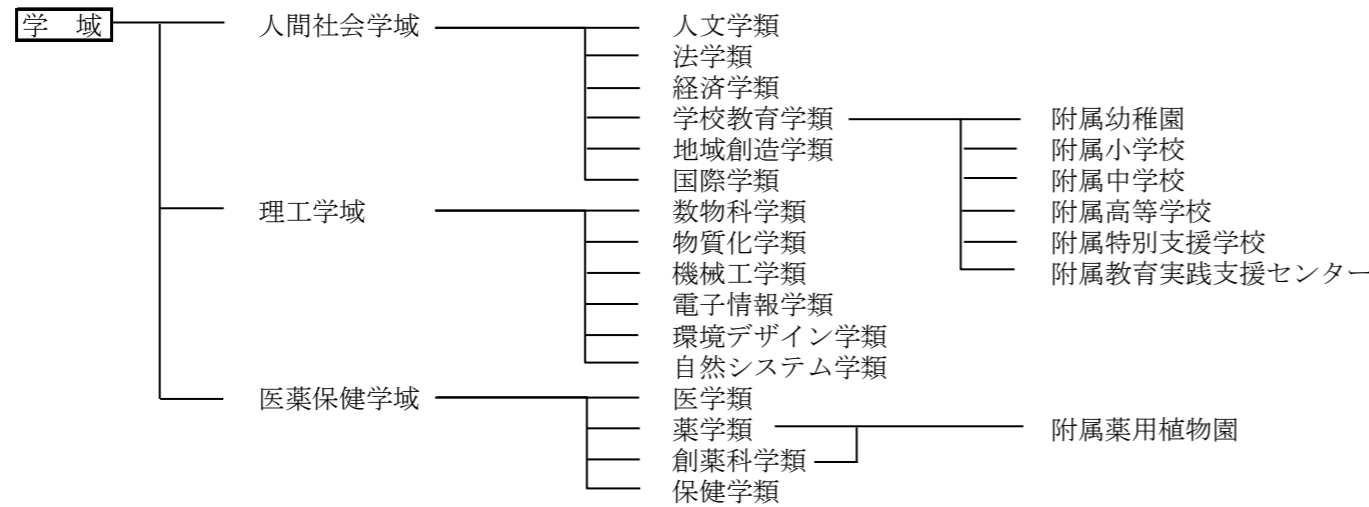 学 域
人間社会学域
人文学類
法学類
経済学類
学校教育学類
附属幼稚園
地域創造学類
附属小学校
国際学類
附属中学校
理工学域
数物科学類
附属高等学校
物質化学類
附属特別支援学校
機械工学類
附属教育実践支援センター
電子情報学類
環境デザイン学類
自然システム学類
医薬保健学域
医学類
薬学類
附属薬用植物園
創薬科学類
保健学類